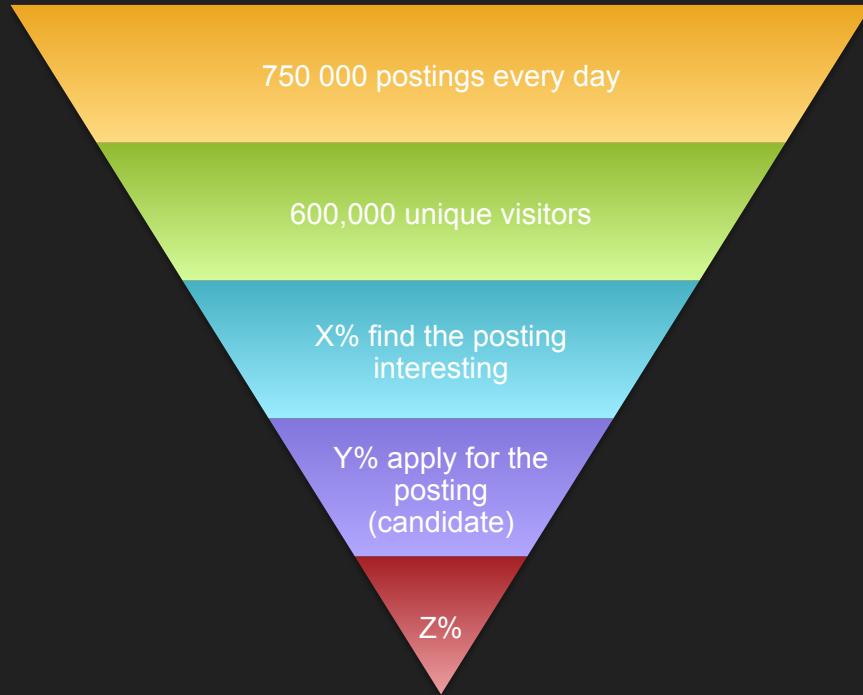 750 000 postings every day
600,000 unique visitors
X% find the posting
interesting
Y% apply for the
posting
(candidate)
Z%